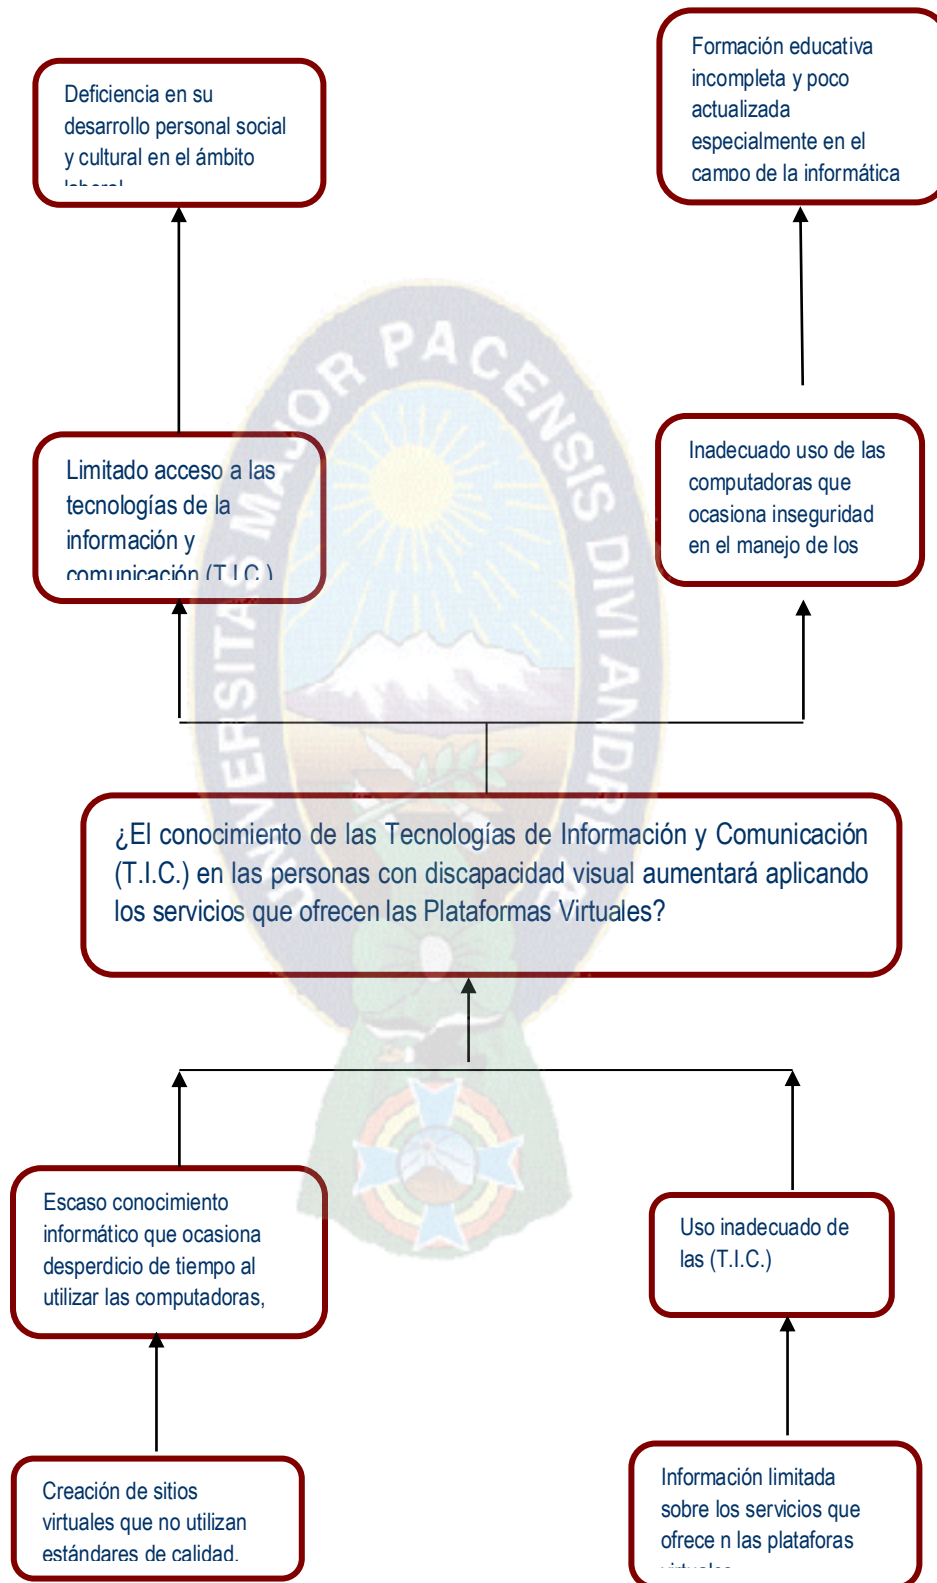 Deficiencia en su
desarrollo personal social
y cultural en el ámbito
laboral
Formación educativa
incompleta y poco
actualizada
especialmente en el
campo de la informática
Limitado acceso a las
tecnologías de la
información y
comunicación (T.I.C.)
Inadecuado uso de las
computadoras que
ocasiona inseguridad
en el manejo de los
¿El conocimiento de las Tecnologías de Información y Comunicación
(T.I.C.) en las personas con discapacidad visual aumentará aplicando
los servicios que ofrecen las Plataformas Virtuales?
Escaso conocimiento
informático que ocasiona
desperdicio de tiempo al
utilizar las computadoras,
Uso inadecuado de
las (T.I.C.)
Creación de sitios
virtuales que no utilizan
estándares de calidad.
Información limitada
sobre los servicios que
ofrece n las plataforas
virtuales
UNIVERSITAS MAJOR PACENSIS DIVI ANDRE Æ